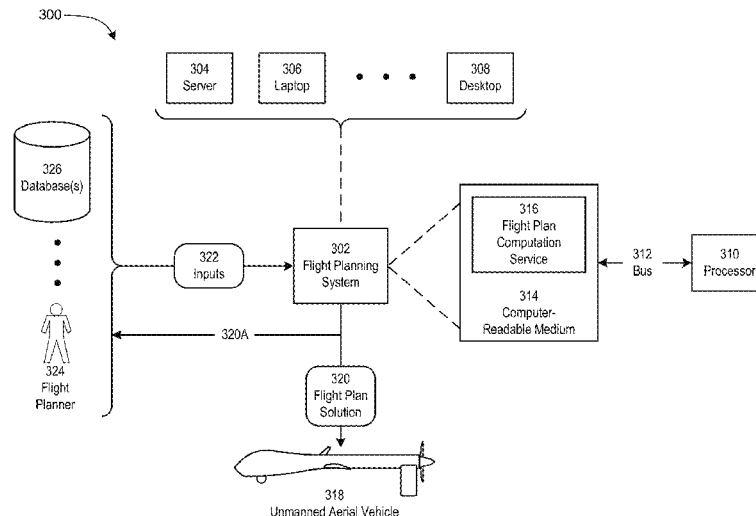 300
304
Server
306
Laptop
308
Desktop
326
Database(s)
322
Inputs
302
Flight Planning
System
316
Flight Plan
Computation
Service
314
Computer-
Readable Medium
312
Bus
310
Processor
320A
324
Flight
Planner
320
Flight Plan
Solution
318
Unmanned Aerial Vehicle